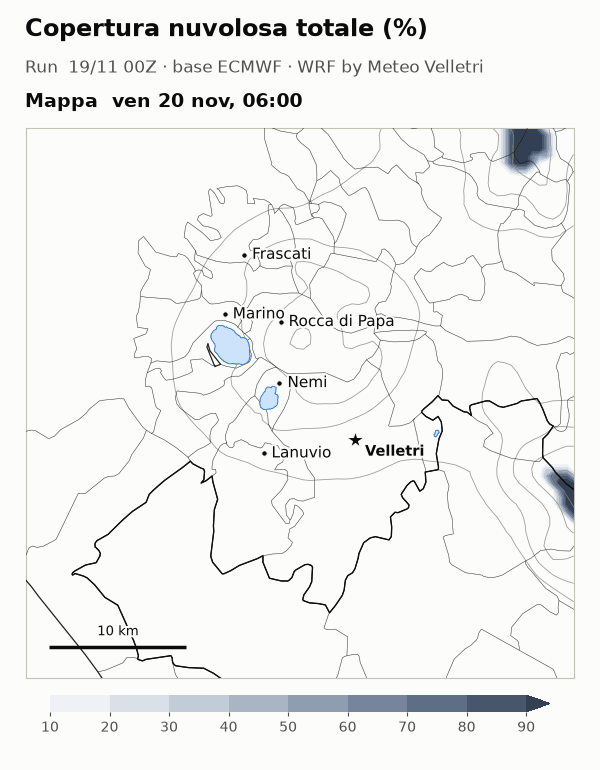 Copertura nuvolosa totale (%)
Run  19/11 00Z · base ECMWF · WRF by Meteo Velletri
Mappa  ven 20 nov, 06:00
Frascati
Marino
Rocca di Papa
Nemi
Velletri
Lanuvio
10 km
10 20 30 40 50 60 70 80 90